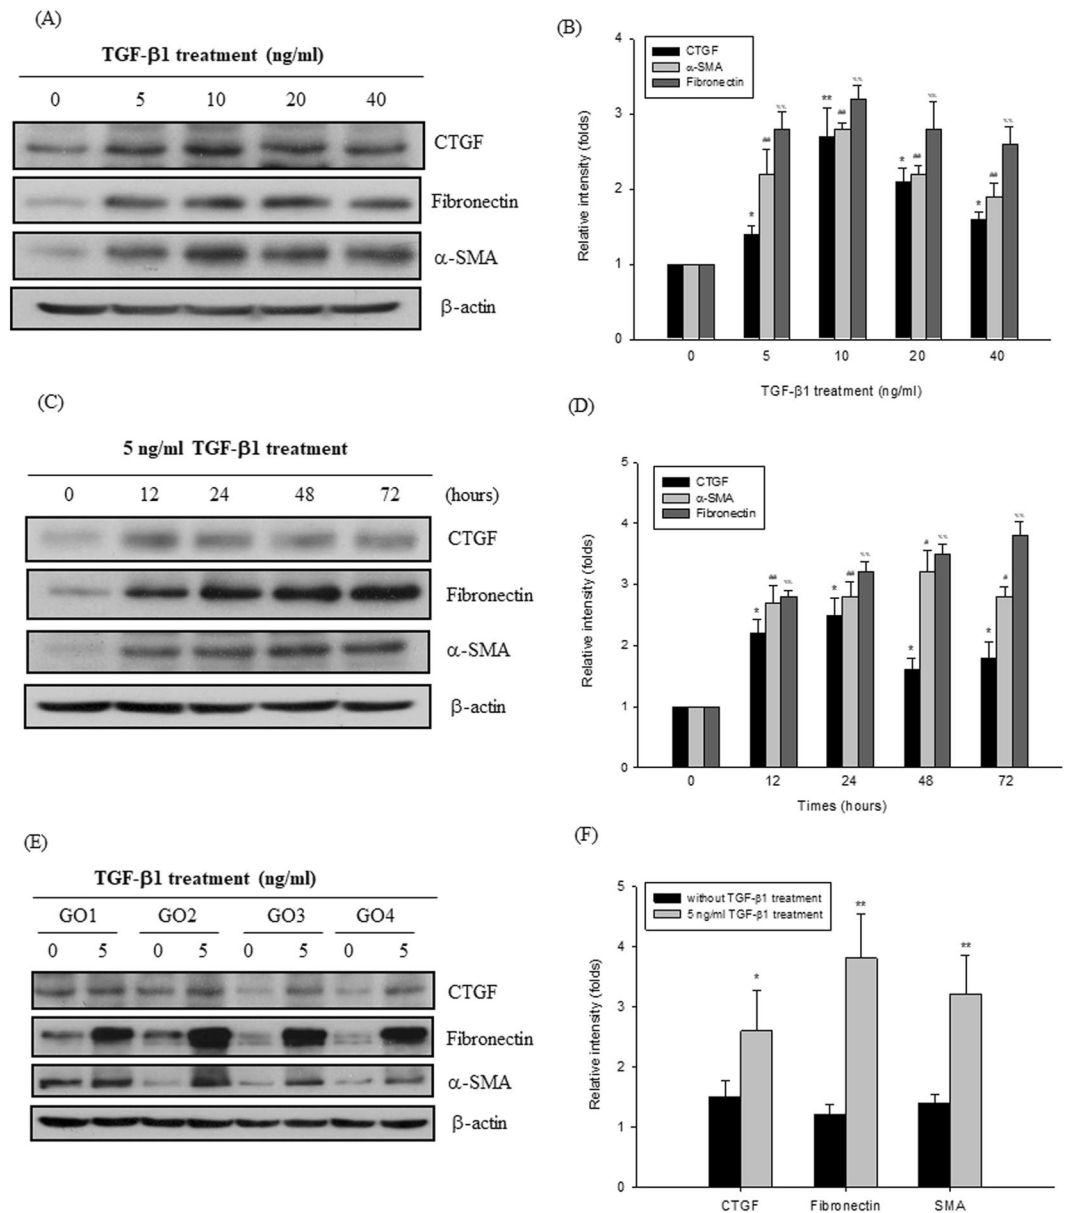 (A)
TGF-β1 treatment (ng/ml)
0 5 10 20 40
CTGF
Fibronectin
α-SMA
β-actin
(B)
4
3
2
1
0
Relative intensity (folds)
CTGF
α-SMA
Fibronectin
* ## %%
** ## %%
* ## %%
* ## %%
0 5 10 20 40
TGF-β1 treatment (ng/ml)
(C)
5 ng/ml TGF-β1 treatment
0 12 24 48 72 (hours)
CTGF
Fibronectin
α-SMA
β-actin
(D)
5
4
3
2
1
0
Relative intensity (folds)
CTGF
α-SMA
Fibronectin
* ## %%
* ## %%
* # %%
* # %%
0 12 24 48 72
Times (hours)
(E)
TGF-β1 treatment (ng/ml)
GO1 GO2 GO3 GO4
0 5 0 5 0 5 0 5
CTGF
Fibronectin
α-SMA
β-actin
(F)
5
4
3
2
1
0
Relative intensity (folds)
without TGF-β1 treatment
5 ng/ml TGF-β1 treatment
* ** **
CTGF Fibronectin SMA